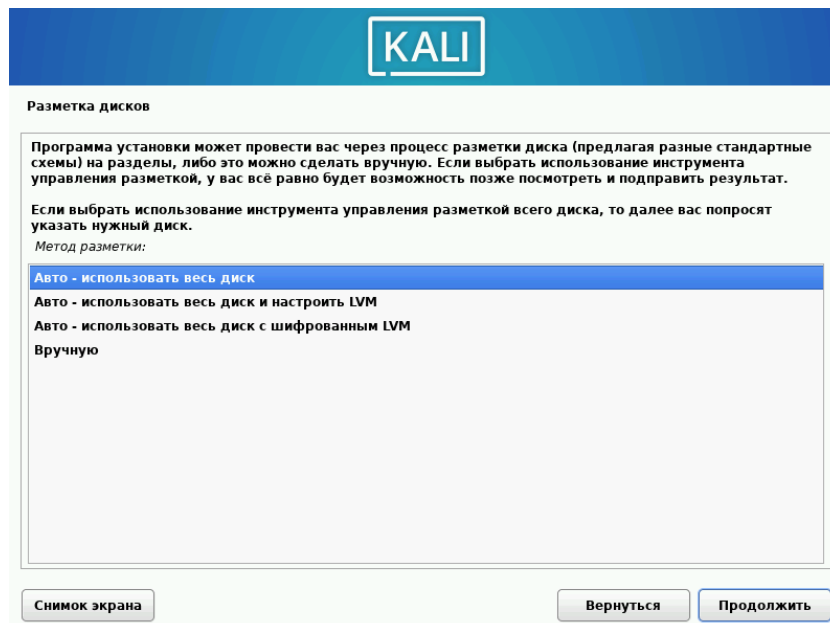 KALI
Разметка дисков
Программа установки может провести вас через процесс разметки диска (предлагая разные стандартные
схемы) на разделы, либо это можно сделать вручную. Если выбрать использование инструмента
управления разметкой, у вас всё равно будет возможность позже посмотреть и подправить результат.
Если выбрать использование инструмента управления разметкой всего диска, то далее вас попросят
указать нужный диск.
Метод разметки:
Авто - использовать весь диск
Авто - использовать весь диск и настроить LVM
Авто - использовать весь диск с шифрованным LVM
Вручную
Снимок экрана
Вернуться
Продолжить